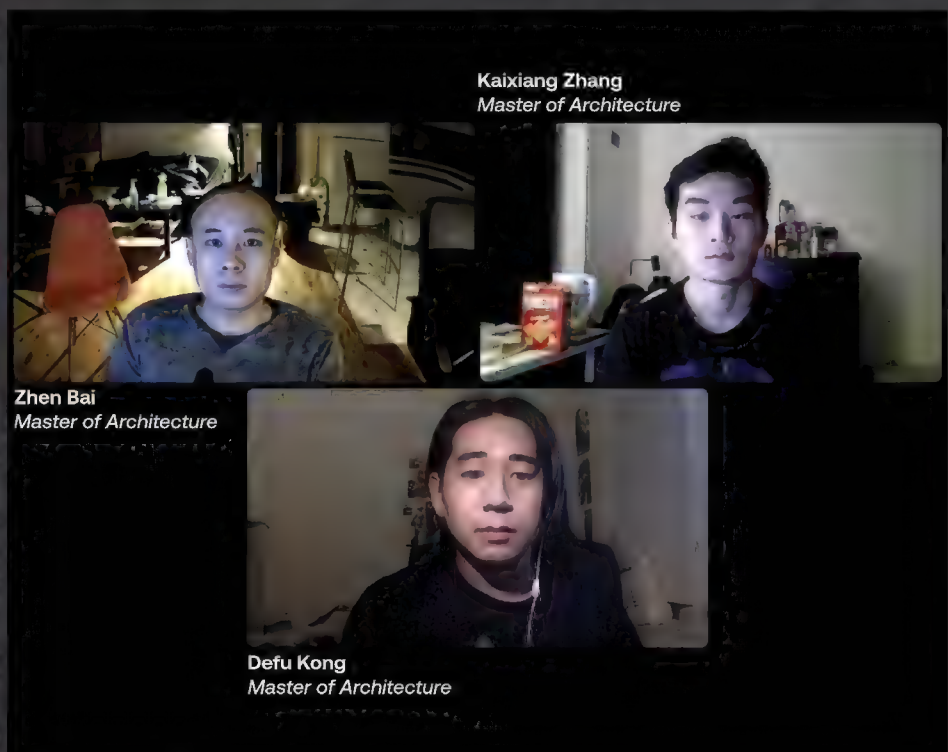 Kaixiang Zhang
Master of Architecture
Zhen Bai
Master of Architecture
Defu Kong
Master of Architecture